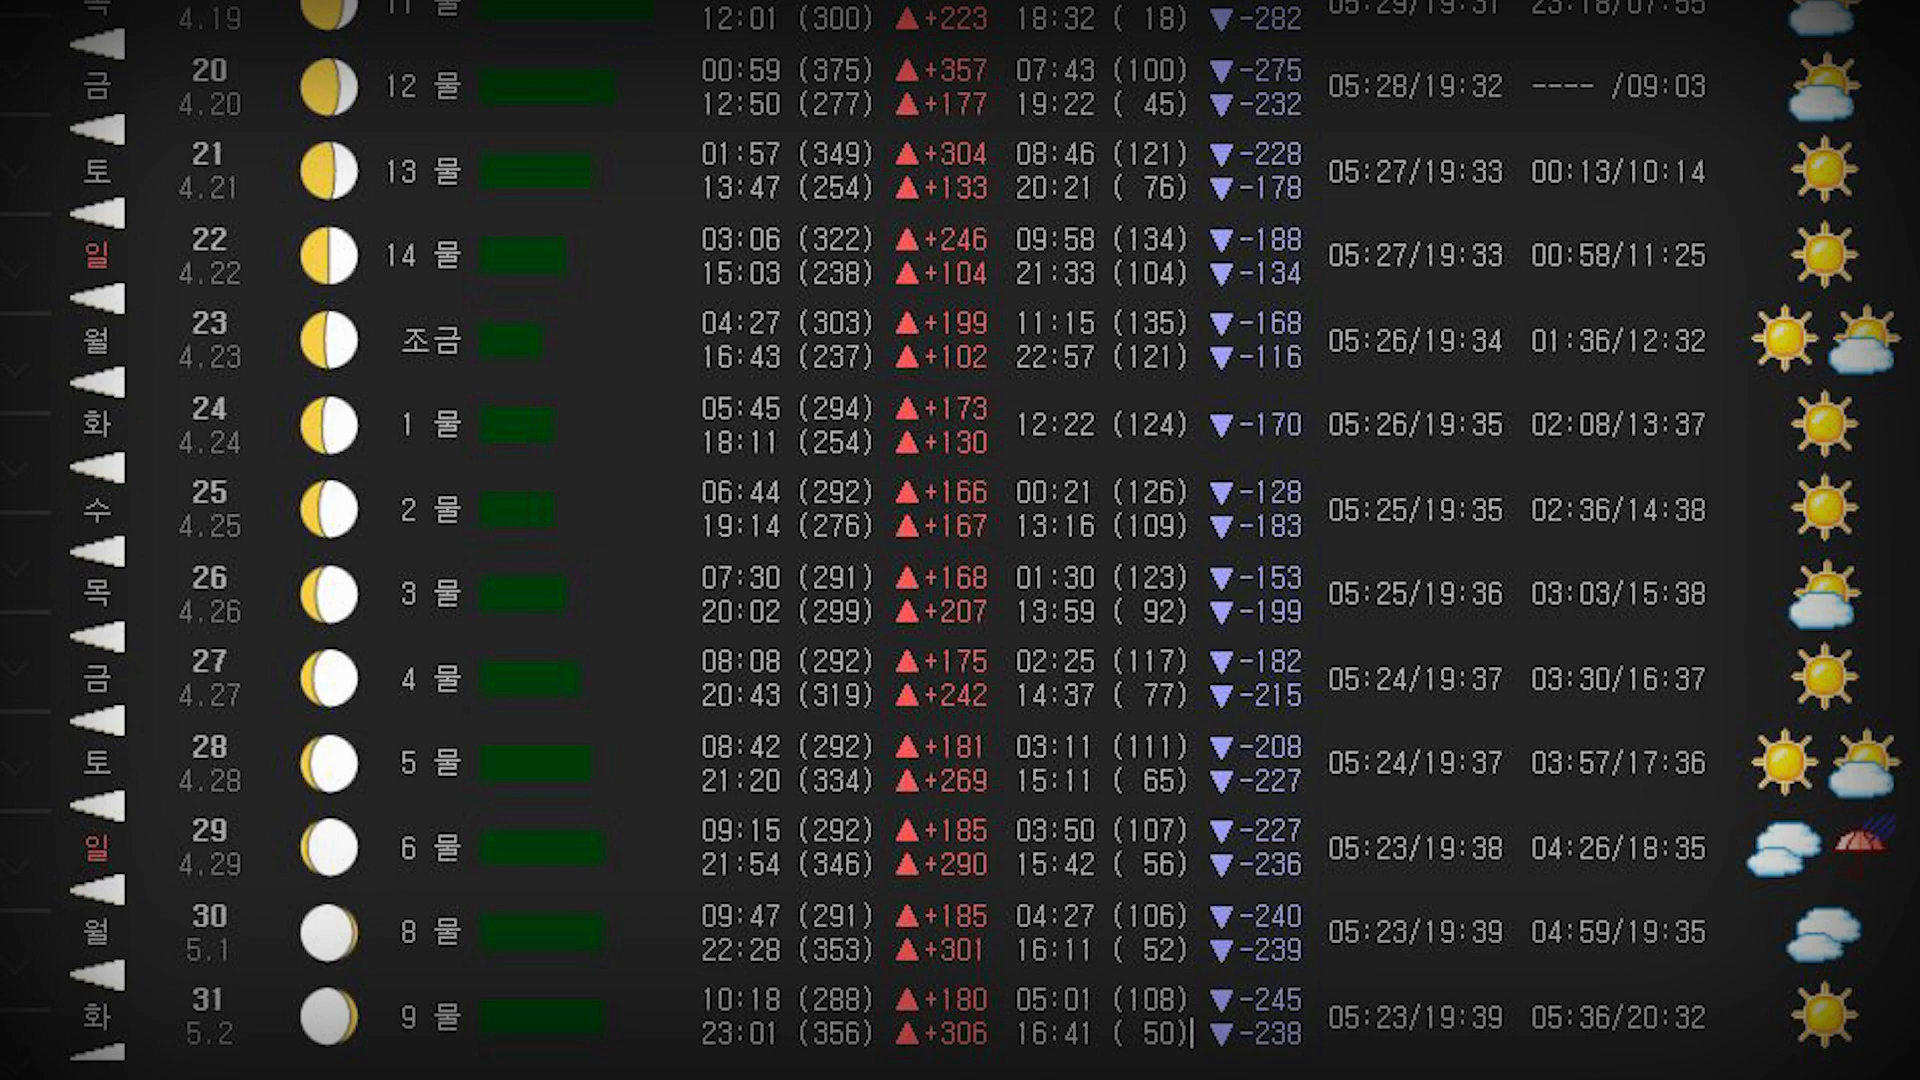 4.19 11 물 12:01 (300) ▲+223 18:32 ( 18) ▼-282 05:29/19:31 23:18/07:55
금 20 12 물 00:59 (375) ▲+357 07:43 (100) ▼-275 05:28/19:32 ---- /09:03
4.20 12:50 (277) ▲+177 19:22 ( 45) ▼-232
토 21 13 물 01:57 (349) ▲+304 08:46 (121) ▼-228 05:27/19:33 00:13/10:14
4.21 13:47 (254) ▲+133 20:21 ( 76) ▼-178
일 22 14 물 03:06 (322) ▲+246 09:58 (134) ▼-188 05:27/19:33 00:58/11:25
4.22 15:03 (238) ▲+104 21:33 (104) ▼-134
월 23 조금 04:27 (303) ▲+199 11:15 (135) ▼-168 05:26/19:34 01:36/12:32
4.23 16:43 (237) ▲+102 22:57 (121) ▼-116
화 24 1 물 05:45 (294) ▲+173 12:22 (124) ▼-170 05:26/19:35 02:08/13:37
4.24 18:11 (254) ▲+130
수 25 2 물 06:44 (292) ▲+166 00:21 (126) ▼-128 05:25/19:35 02:36/14:38
4.25 19:14 (276) ▲+167 13:16 (109) ▼-183
목 26 3 물 07:30 (291) ▲+168 01:30 (123) ▼-153 05:25/19:36 03:03/15:38
4.26 20:02 (299) ▲+207 13:59 ( 92) ▼-199
금 27 4 물 08:08 (292) ▲+175 02:25 (117) ▼-182 05:24/19:37 03:30/16:37
4.27 20:43 (319) ▲+242 14:37 ( 77) ▼-215
토 28 5 물 08:42 (292) ▲+181 03:11 (111) ▼-208 05:24/19:37 03:57/17:36
4.28 21:20 (334) ▲+269 15:11 ( 65) ▼-227
일 29 6 물 09:15 (292) ▲+185 03:50 (107) ▼-227 05:23/19:38 04:26/18:35
4.29 21:54 (346) ▲+290 15:42 ( 56) ▼-236
월 30 8 물 09:47 (291) ▲+185 04:27 (106) ▼-240 05:23/19:39 04:59/19:35
5.1 22:28 (353) ▲+301 16:11 ( 52) ▼-239
화 31 9 물 10:18 (288) ▲+180 05:01 (108) ▼-245 05:23/19:39 05:36/20:32
5.2 23:01 (356) ▲+306 16:41 ( 50) ▼-238